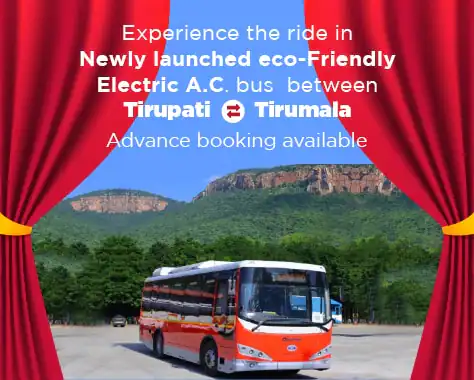 Experience the ride in
Newly launched eco-Friendly
Electric A.C. bus between
Tirupati Tirumala
Advance booking available